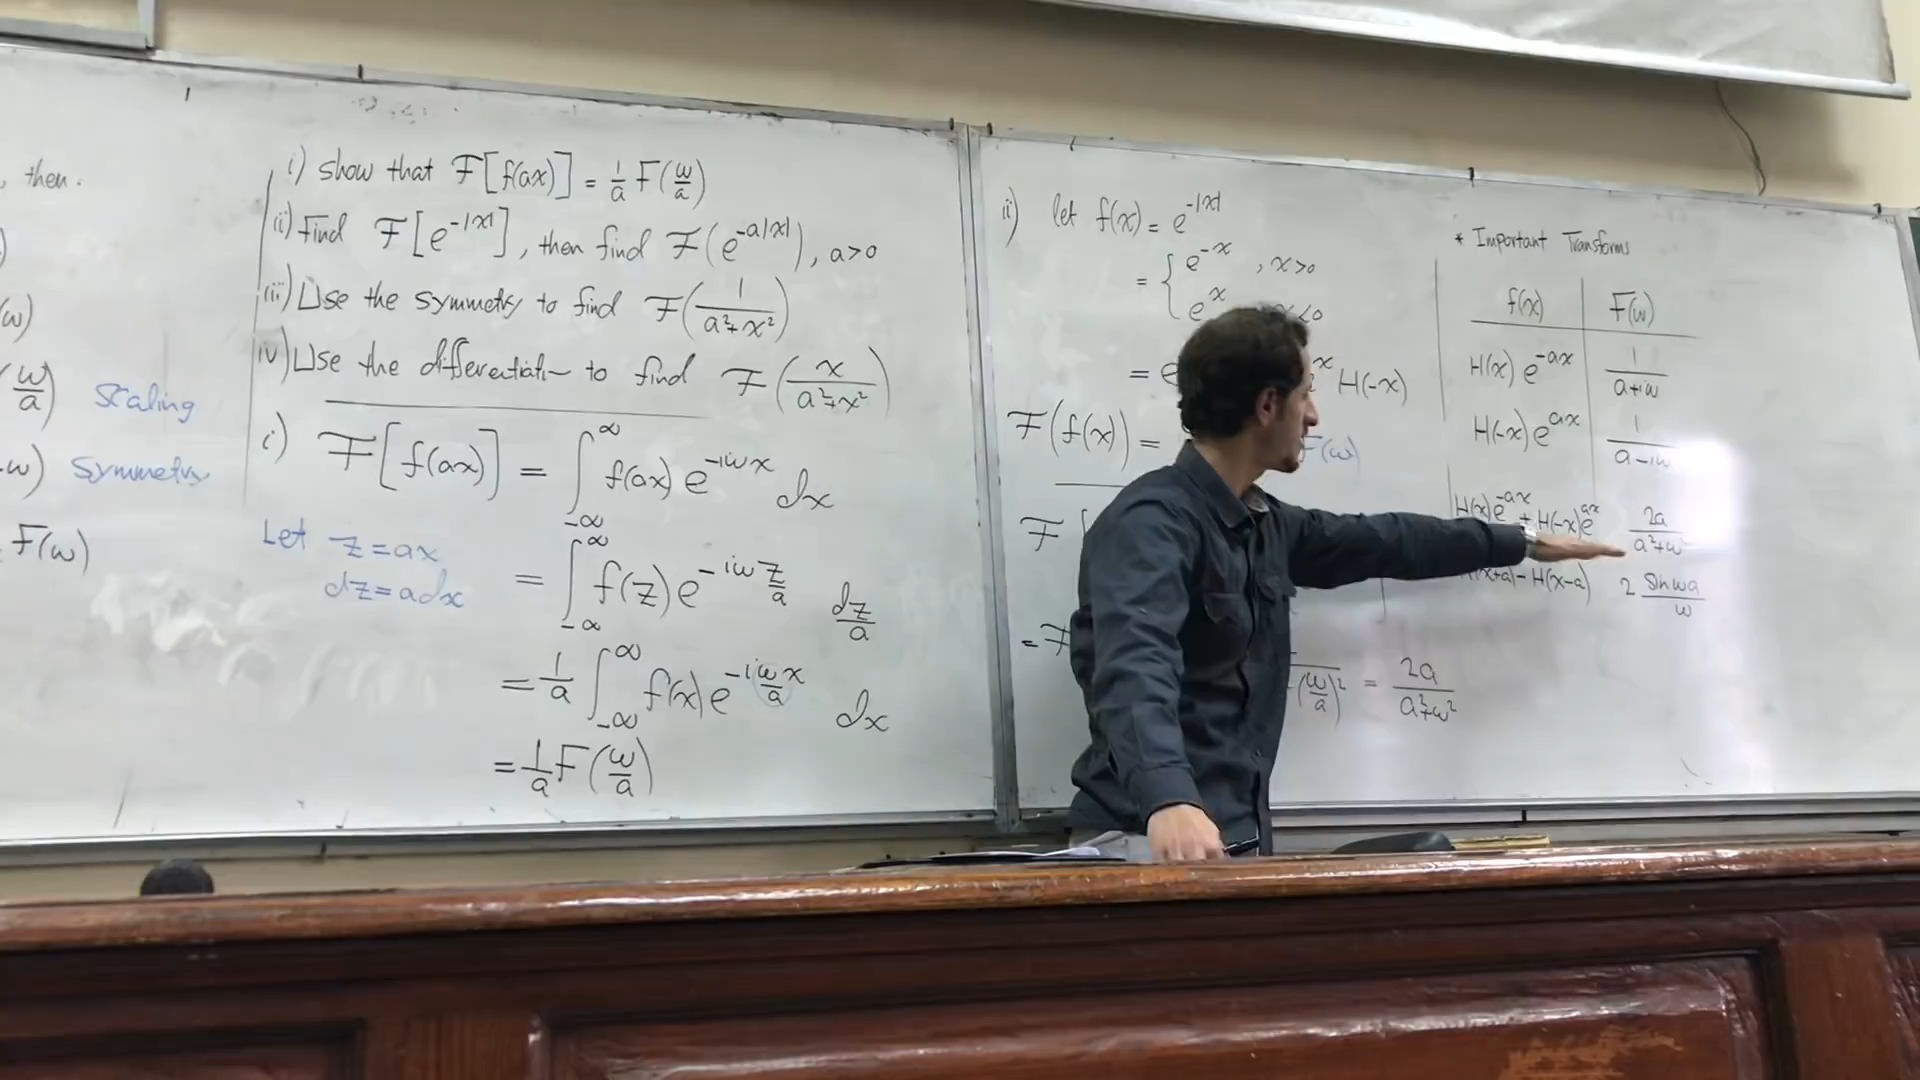 , then.
(ω)
(ω/a) Scaling
-ω) Symmetry
F(ω)
i) show that F[f(ax)] = 1/a F(ω/a)
(ii) Find F[e^-|x|], then find F(e^-a|x|), a>0
(iii) Use the symmetry to find F(1/(a²+x²))
iv) Use the differentiation to find F(x/(a²+x²))
i) F[f(ax)] = ∫_-∞^∞ f(ax) e^-iωx dx
Let z = ax
dz = adx
= ∫_-∞^∞ f(z) e^-iω z/a dz/a
= 1/a ∫_-∞^∞ f(x) e^-i ω/a x dx
= 1/a F(ω/a)
ii) let f(x) = e^-|x|
= { e^-x , x>0
e^x x<0
= e x H(-x)
F(f(x)) = F(ω)
F
= F
(ω/a)² = 2a/(a²+ω²)
* Important Transforms
f(x) F(ω)
H(x) e^-ax 1/(a+iω)
H(-x) e^ax 1/(a-iω)
H(x)e^-ax + H(-x)e^ax 2a/(a²+ω²)
H(x+a) - H(x-a) 2 sin ωa/ω